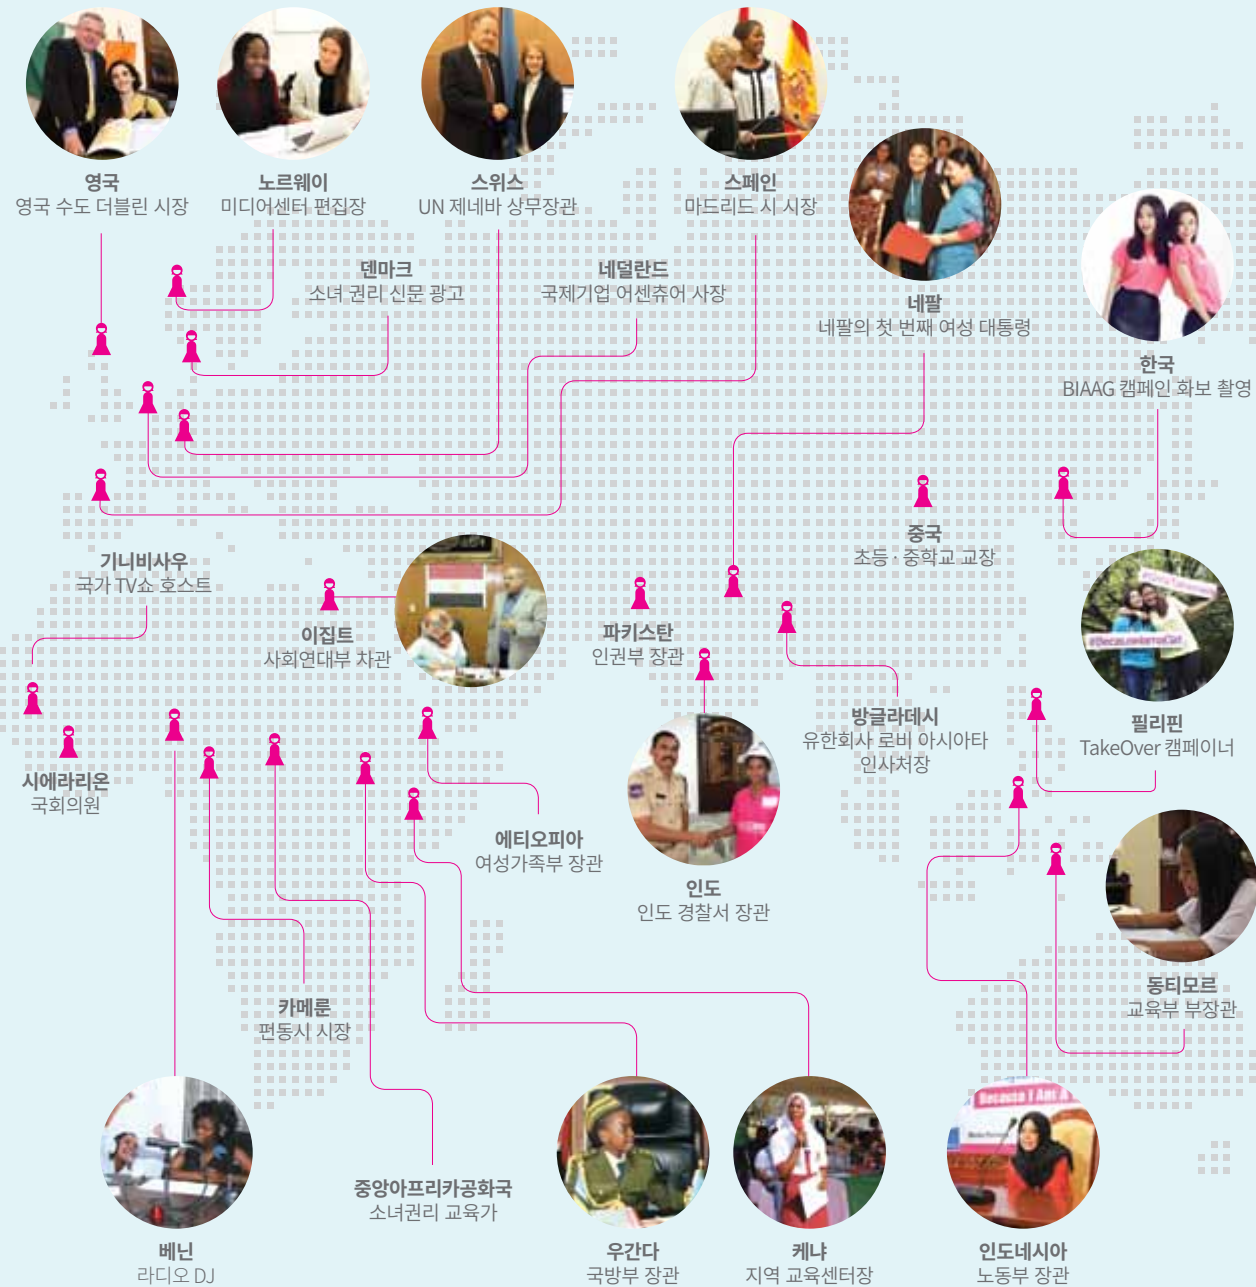 영국
영국 수도 더블린 시장
노르웨이
미디어센터 편집장
스위스
UN 제네바 상무장관
스페인
마드리드 시 시장
덴마크
소녀 권리 신문 광고
네덜란드
국제기업 어센츄어 사장
네팔
네팔의 첫 번째 여성 대통령
한국
BIAAG 캠페인 화보 촬영
중국
초등 · 중학교 교장
기니비사우
국가 TV쇼 호스트
이집트
사회연대부 차관
파키스탄
인권부 장관
#BecauseIamaGirl
방글라데시
유한회사 로비 아시아타
인사처장
필리핀
TakeOver 캠페이너
시에라리온
국회의원
에티오피아
여성가족부 장관
인도
인도 경찰서 장관
카메룬
펀동시 시장
동티모르
교육부 부장관
Because I Am A
중앙아프리카공화국
소녀권리 교육가
베닌
라디오 DJ
우간다
국방부 장관
케냐
지역 교육센터장
인도네시아
노동부 장관